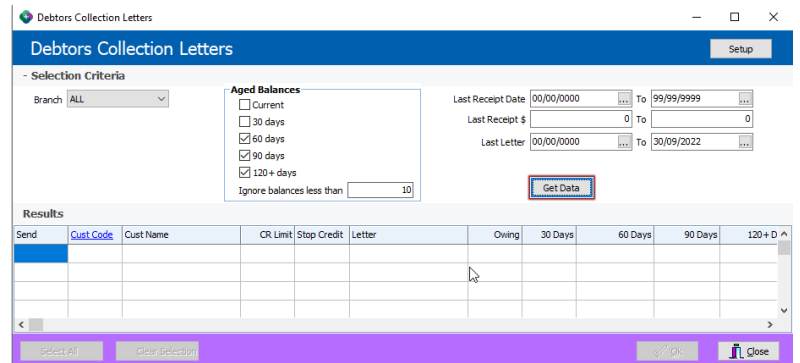 Debtors Collection Letters
Debtors Collection Letters
Setup
- Selection Criteria
Branch ALL
Aged Balances
Current
30 days
60 days
90 days
120+ days
Ignore balances less than 10
Last Receipt Date 00/00/0000 ... To 99/99/9999 ...
Last Receipt $ 0 To 0
Last Letter 00/00/0000 ... To 30/09/2022 ...
Get Data
Results
Send Cust Code Cust Name CR Limit Stop Credit Letter Owing 30 Days 60 Days 90 Days 120+ D
Select All Clear Selection Ok Close